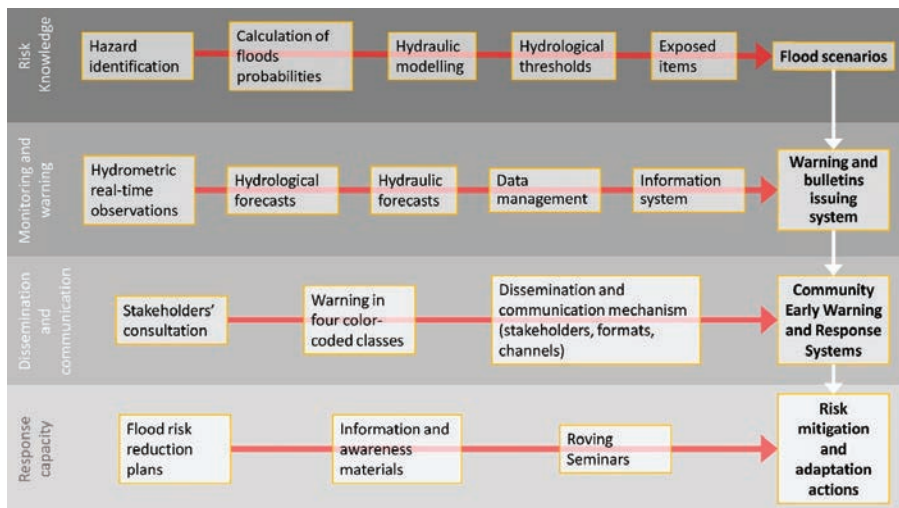 Risk
Knowledge
Hazard
identification
Calculation of
floods
probabilities
Hydraulic
modelling
Hydrological
thresholds
Exposed
items
Flood scenarios
Monitoring and
warning
Hydrometric
real-time
observations
Hydrological
forecasts
Hydraulic
forecasts
Data
management
Information
system
Warning and
bulletins
issuing
system
Dissemination
and
communication
Stakeholders’
consultation
Warning in
four color-
coded classes
Dissemination and
communication mechanism
(stakeholders, formats,
channels)
Community
Early Warning
and Response
Systems
Response
capacity
Flood risk
reduction
plans
Information and
awareness
materials
Roving
Seminars
Risk
mitigation
and
adaptation
actions